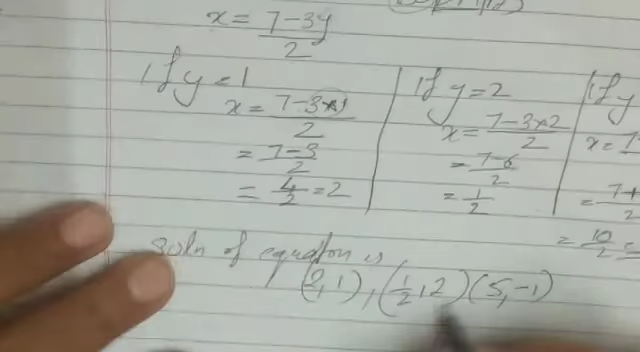 x = 7-3y/2
If y = 1
x = 7-3×1/2
= 7-3/2
= 4/2 = 2
If y = 2
x = 7-3×2/2
= 7-6/2
= 1/2
If y
x = 7
= 7+/2
= 10/2 =
soln of equation is,
(2,1), (1/2,2) (5,-1)